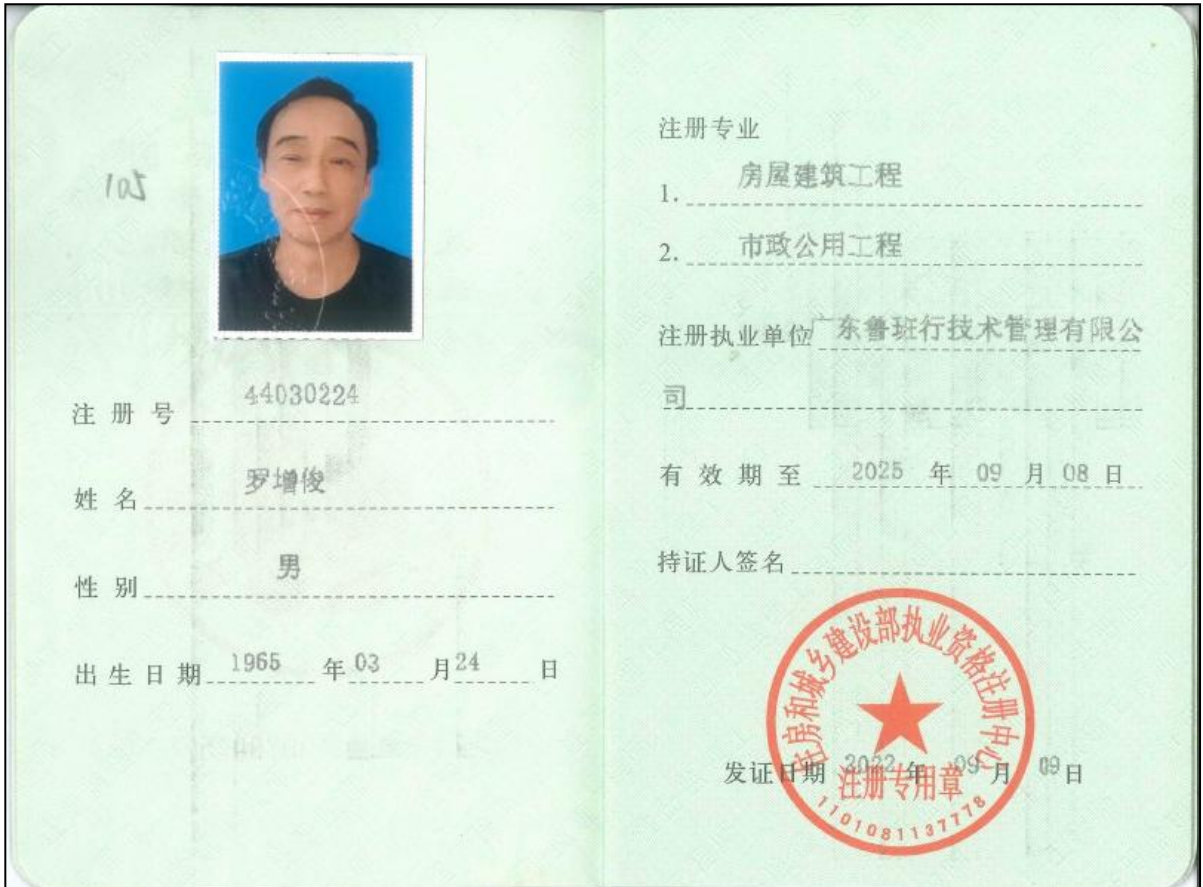 201
注册号 44030224
姓名 罗增俊
性别 男
出生日期 1965 年 03 月 24 日
注册专业
1. 房屋建筑工程
2. 市政公用工程
注册执业单位 广东鲁班行技术管理有限公
司
有效期至 2025 年 09 月 08 日
持证人签名
住房和城乡建设部执业资格注册中心
发证日期 2022 年 09 月 09 日
注册专用章
1101081137778